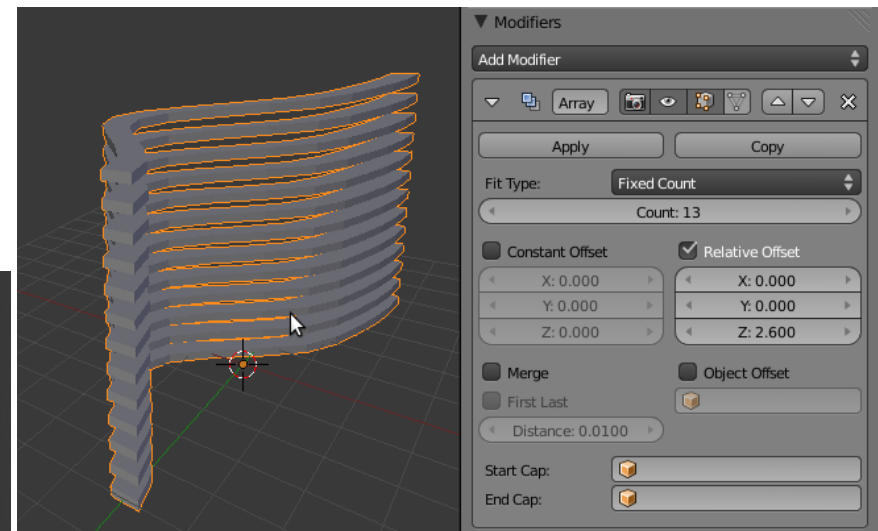 Modifiers
Add Modifier
Array
Apply Copy
Fit Type: Fixed Count
Count: 13
Constant Offset Relative Offset
X: 0.000 X: 0.000
Y: 0.000 Y: 0.000
Z: 0.000 Z: 2.600
Merge Object Offset
First Last
Distance: 0.0100
Start Cap:
End Cap: